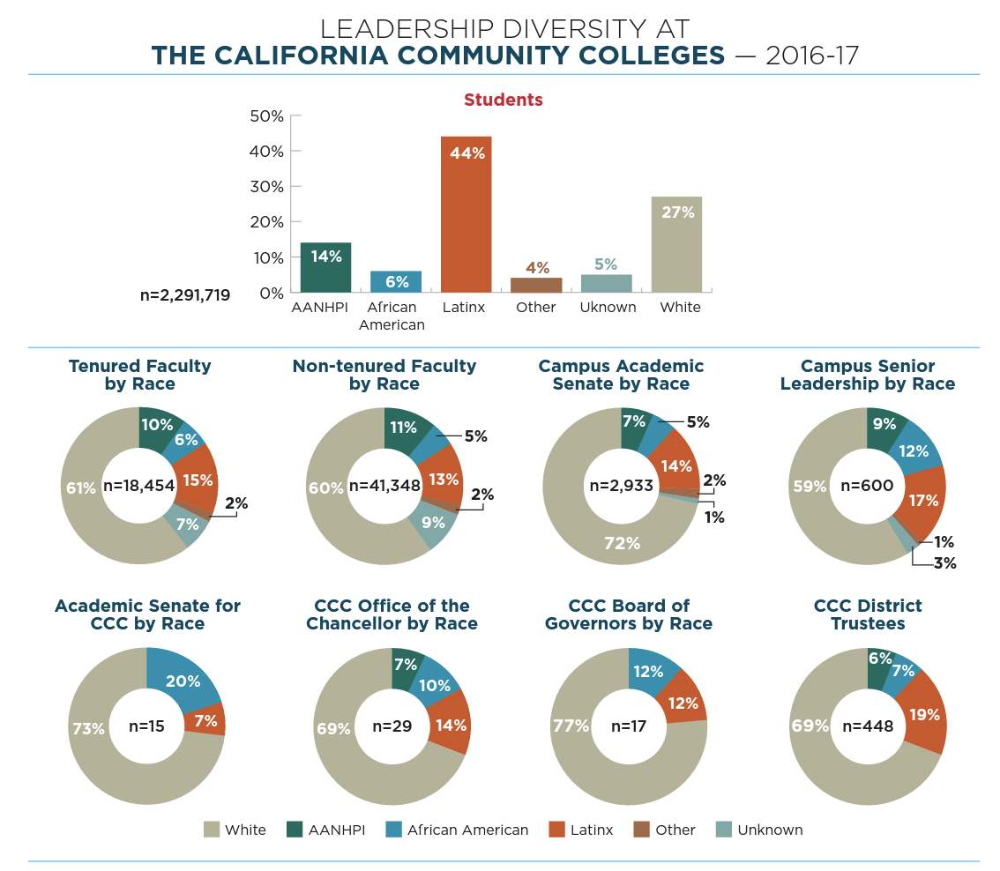 LEADERSHIP DIVERSITY AT
THE CALIFORNIA COMMUNITY COLLEGES — 2016-17
Students
50%
40%
30%
20%
10%
0%
14%
6%
44%
4%
5%
27%
n=2,291,719
AANHPI
African
American
Latinx
Other
Uknown
White
Tenured Faculty
by Race
10%
6%
15%
2%
7%
61%
n=18,454
Non-tenured Faculty
by Race
11%
5%
13%
2%
9%
60%
n=41,348
Campus Academic
Senate by Race
7%
5%
14%
2%
1%
72%
n=2,933
Campus Senior
Leadership by Race
9%
12%
17%
1%
3%
59%
n=600
Academic Senate for
CCC by Race
20%
7%
73%
n=15
CCC Office of the
Chancellor by Race
7%
10%
14%
69%
n=29
CCC Board of
Governors by Race
12%
12%
77%
n=17
CCC District
Trustees
6%
7%
19%
69%
n=448
White
AANHPI
African American
Latinx
Other
Unknown